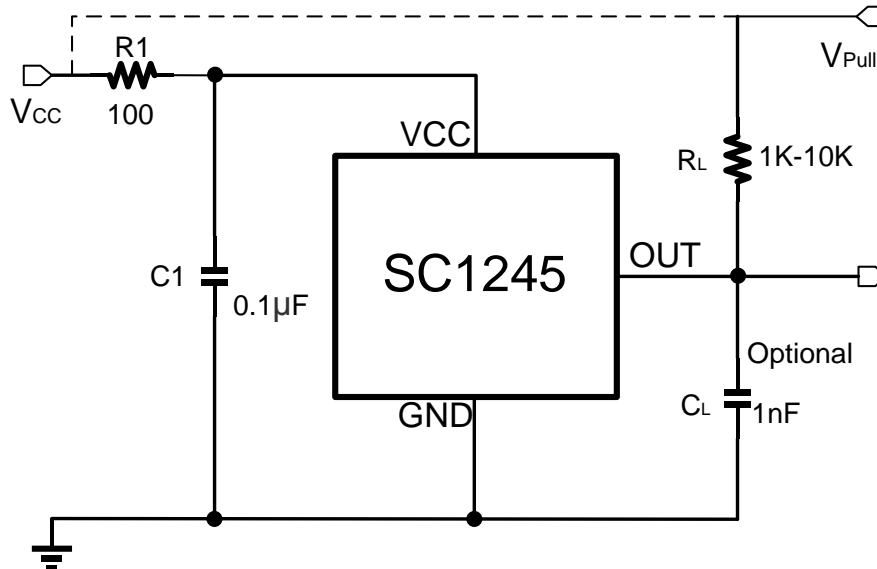 R1
VCC
100
VPull
VCC
RL
1K-10K
C1
0.1µF
SC1245
OUT
Optional
CL
1nF
GND